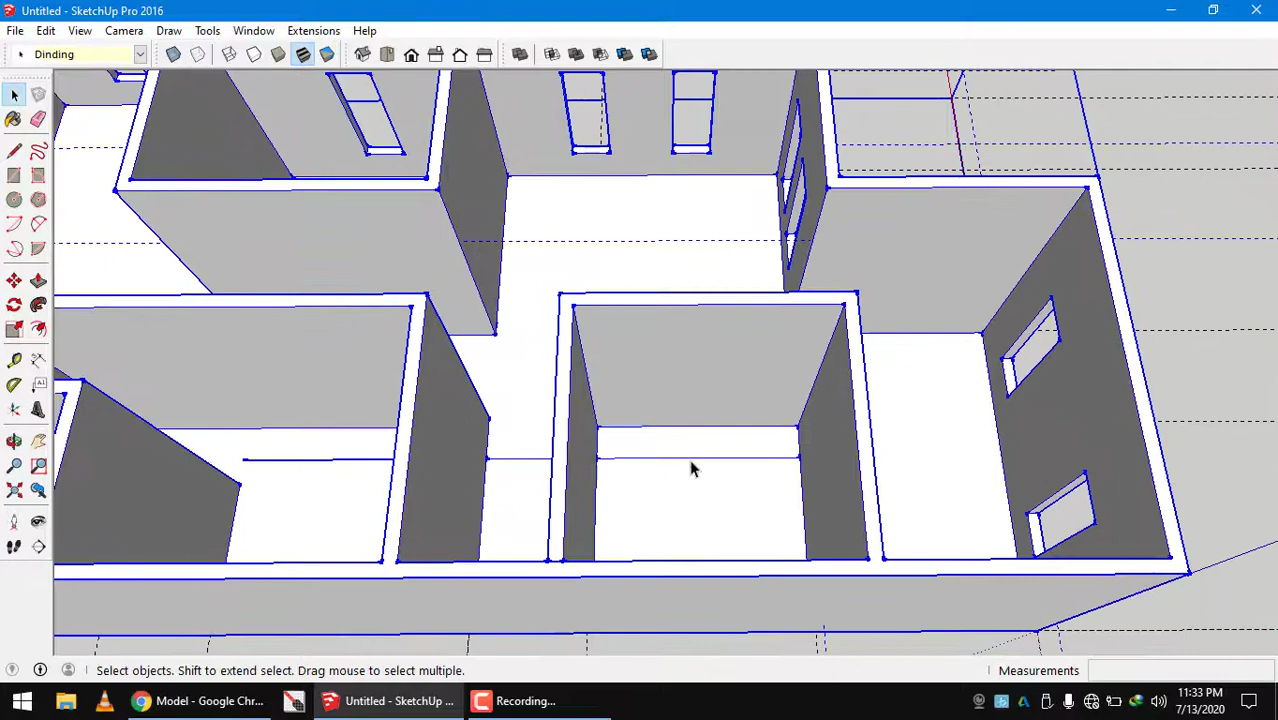 Untitled - SketchUp Pro 2016
File Edit View Camera Draw Tools Window Extensions Help
Dinding
Select objects. Shift to extend select. Drag mouse to select multiple.
Measurements
Model - Google Chr...
Untitled - SketchUp ...
Recording...
11:33 PM
7/13/2020